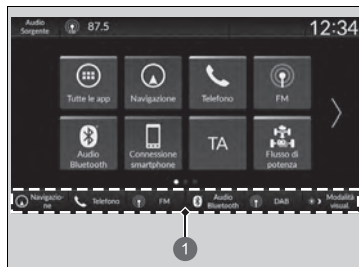 Audio
Sorgente
87.5
12:34
Tutte le app
Navigazione
Telefono
FM
Audio
Bluetooth
Connessione
smartphone
TA
Flusso di
potenza
Navigazio-
ne
Telefono
FM
Audio
Bluetooth
DAB
Modalità
visual.
1